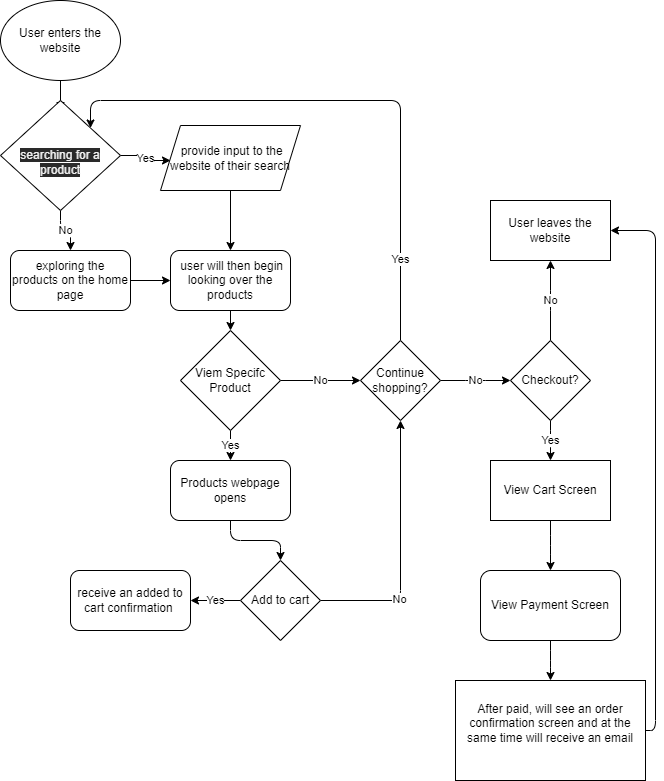 User enters the
website
searching for a
product
Yes
provide input to the
website of their search
No
exploring the
products on the home
page
user will then begin
looking over the
products
Yes
User leaves the
website
No
Viem Specifc
Product
No
Continue
shopping?
No
Checkout?
Yes
Yes
Products webpage
opens
View Cart Screen
receive an added to
cart confirmation
Yes
Add to cart
No
View Payment Screen
After paid, will see an order
confirmation screen and at the
same time will receive an email